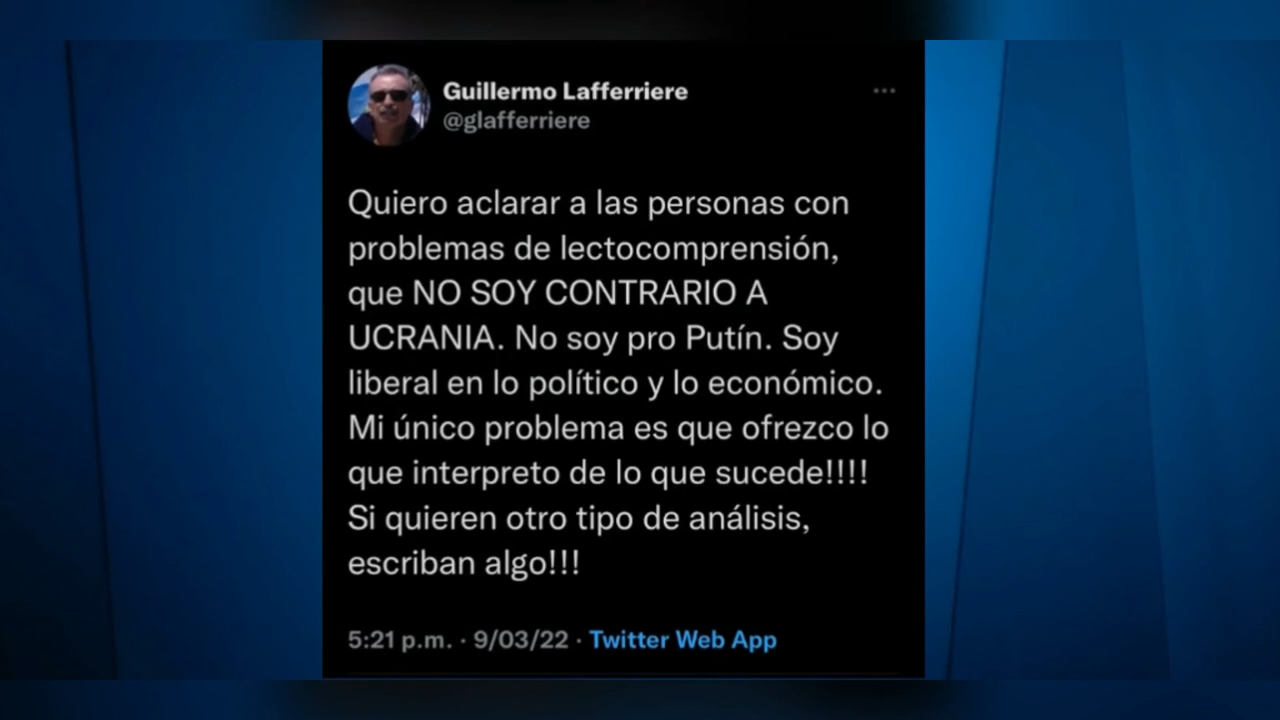 Guillermo Lafferriere
@glafferriere
Quiero aclarar a las personas con
problemas de lectocomprensión,
que NO SOY CONTRARIO A
UCRANIA. No soy pro Putín. Soy
liberal en lo político y lo económico.
Mi único problema es que ofrezco lo
que interpreto de lo que sucede!!!!
Si quieren otro tipo de análisis,
escriban algo!!!
5:21 p.m. · 9/03/22 · Twitter Web App